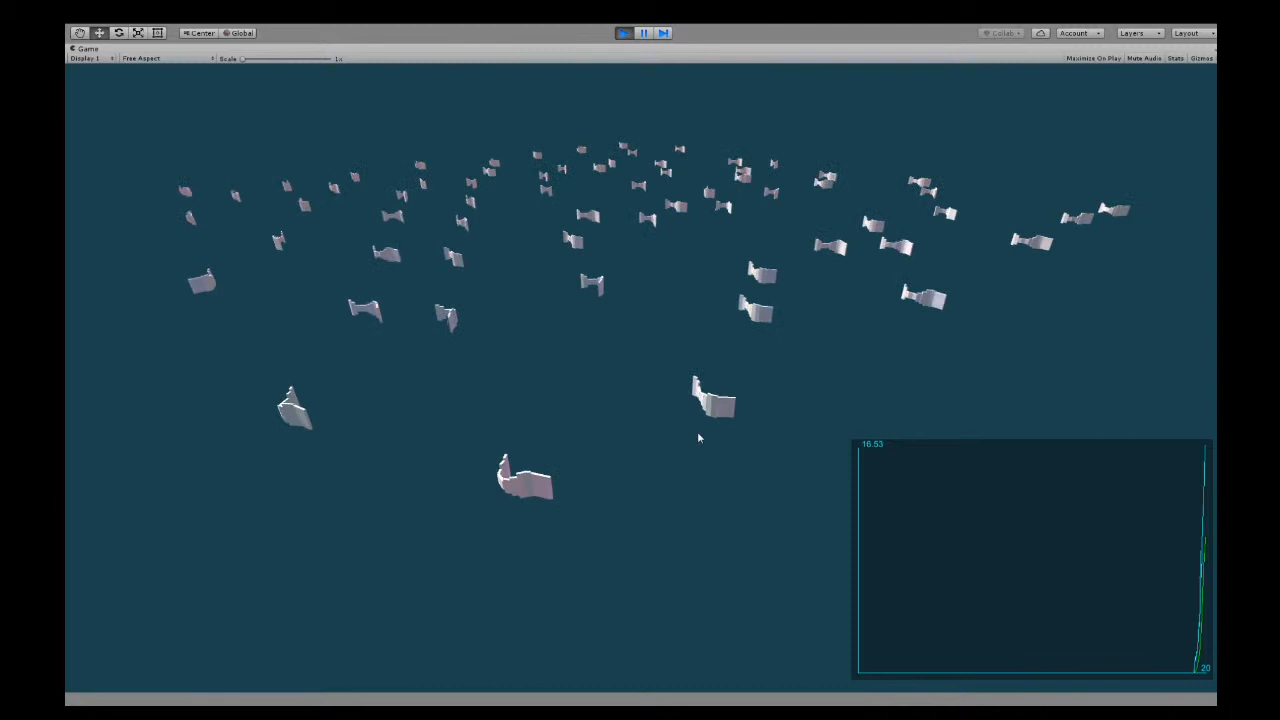 Center Global Collab Account Layers Layout
Game
Display 1 Free Aspect Scale 1x Maximize On Play Mute Audio Stats Gizmos
16.53
20